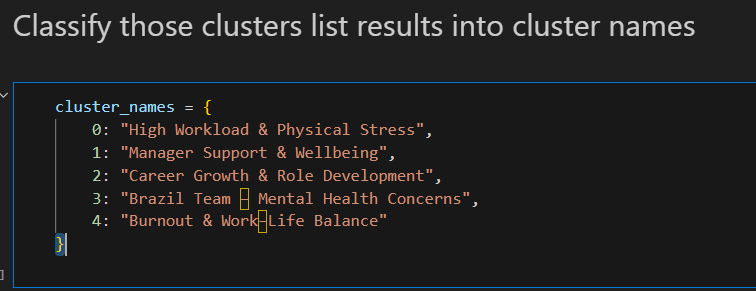 Classify those clusters list results into cluster names
cluster_names = {
0: "High Workload & Physical Stress",
1: "Manager Support & Wellbeing",
2: "Career Growth & Role Development",
3: "Brazil Team – Mental Health Concerns",
4: "Burnout & Work–Life Balance"
}
]